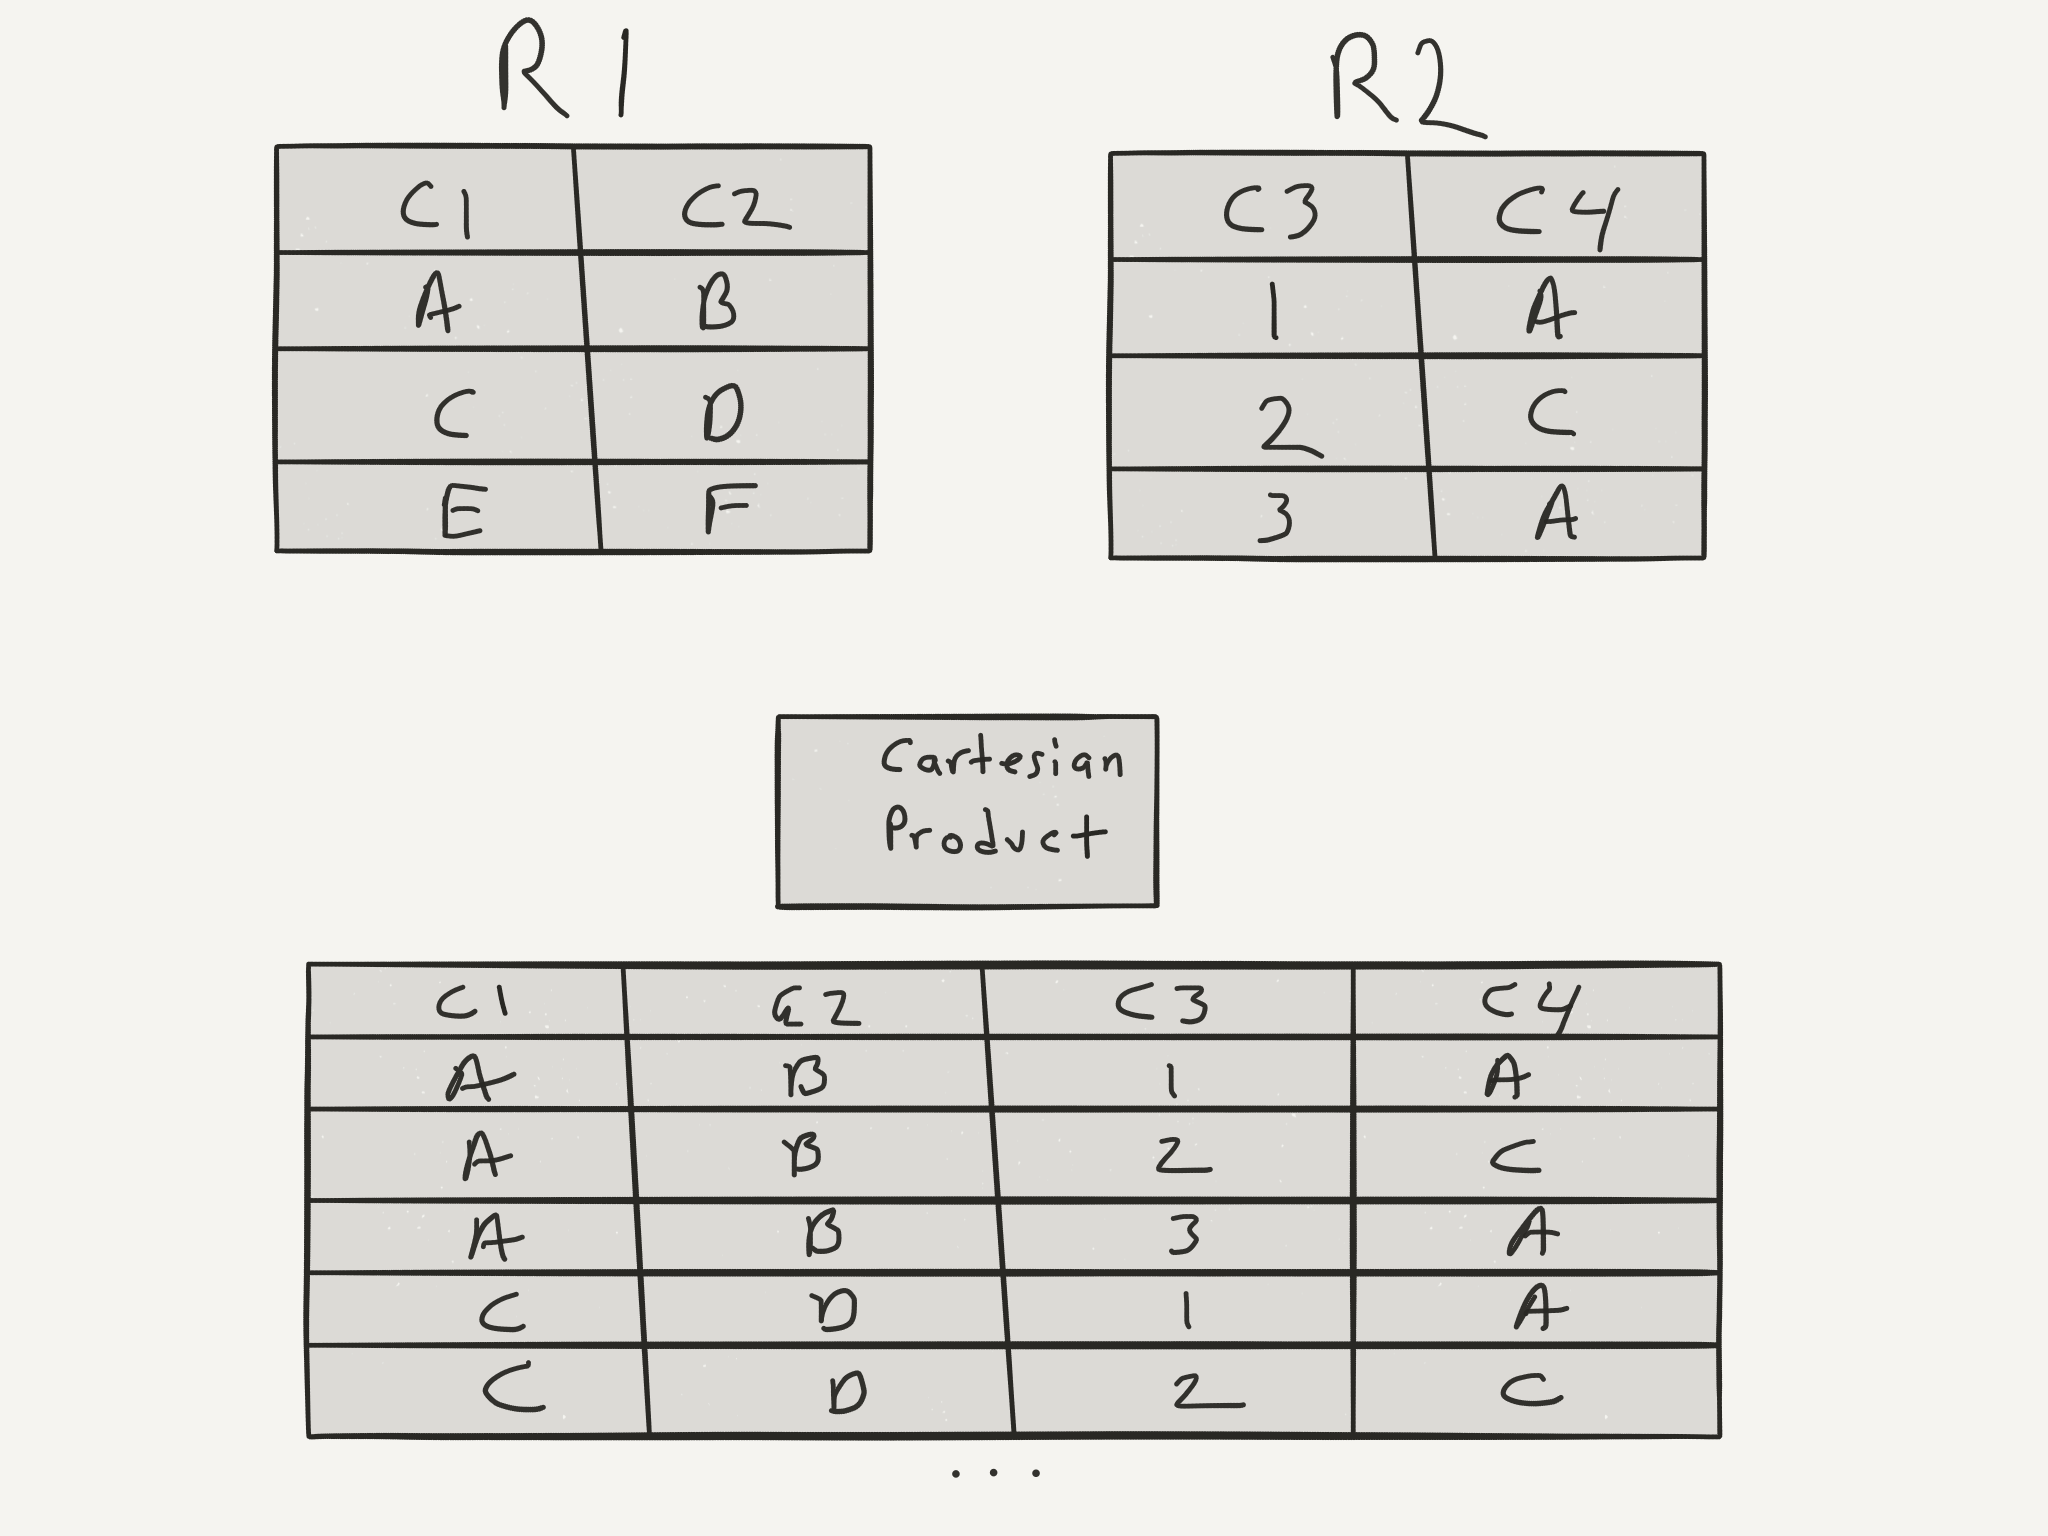 R1 R2
C1 C2 C3 C4
A B 1 A
C D 2 C
E F 3 A
Cartesian
Product
C1 C2 C3 C4
A B 1 A
A B 2 C
A B 3 A
C D 1 A
C D 2 C
...